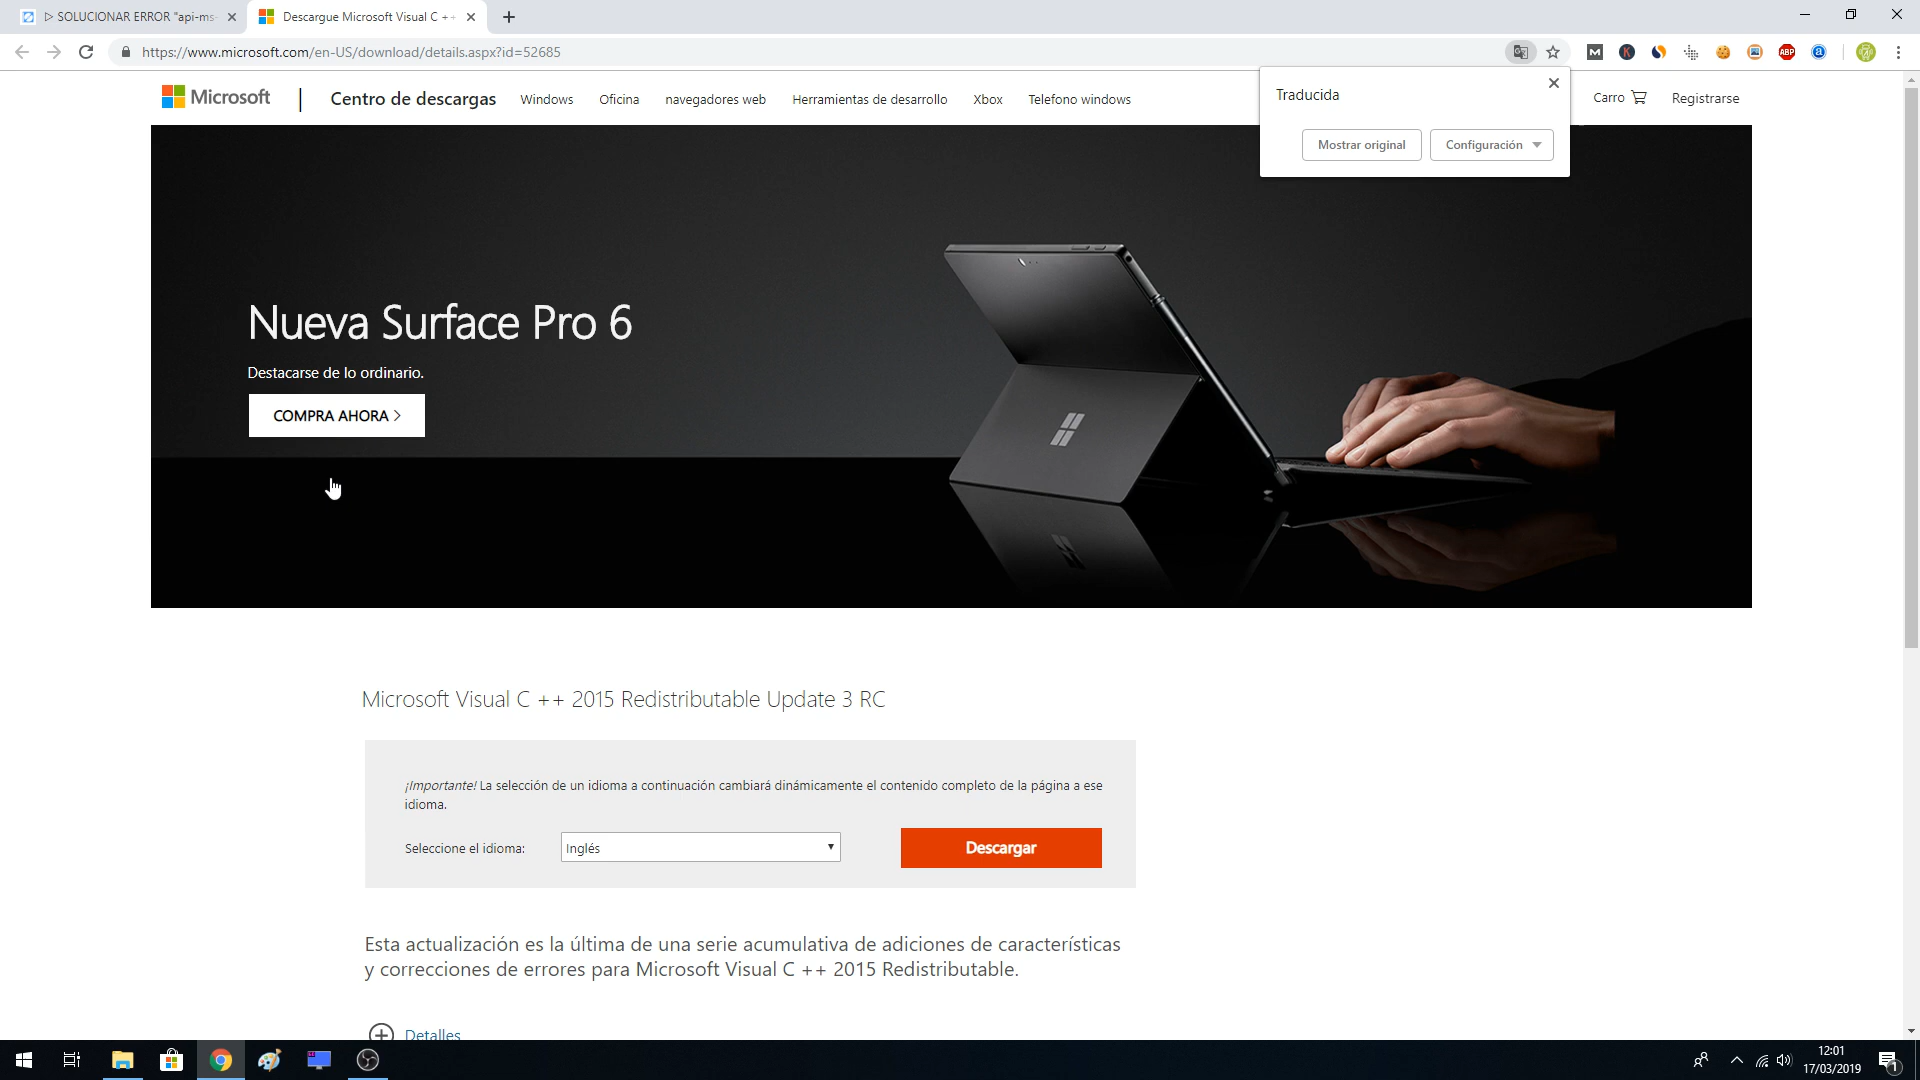 ▷ SOLUCIONAR ERROR "api-ms-
Descargue Microsoft Visual C ++
https://www.microsoft.com/en-US/download/details.aspx?id=52685
ABP
Microsoft
Centro de descargas
Windows
Oficina
navegadores web
Herramientas de desarrollo
Xbox
Telefono windows
Traducida
Mostrar original
Configuración
Carro
Registrarse
Nueva Surface Pro 6
Destacarse de lo ordinario.
COMPRA AHORA >
Microsoft Visual C ++ 2015 Redistributable Update 3 RC
¡Importante! La selección de un idioma a continuación cambiará dinámicamente el contenido completo de la página a ese
idioma.
Seleccione el idioma:
Inglés
Descargar
Esta actualización es la última de una serie acumulativa de adiciones de características
y correcciones de errores para Microsoft Visual C ++ 2015 Redistributable.
Detalles
12:01
17/03/2019
1